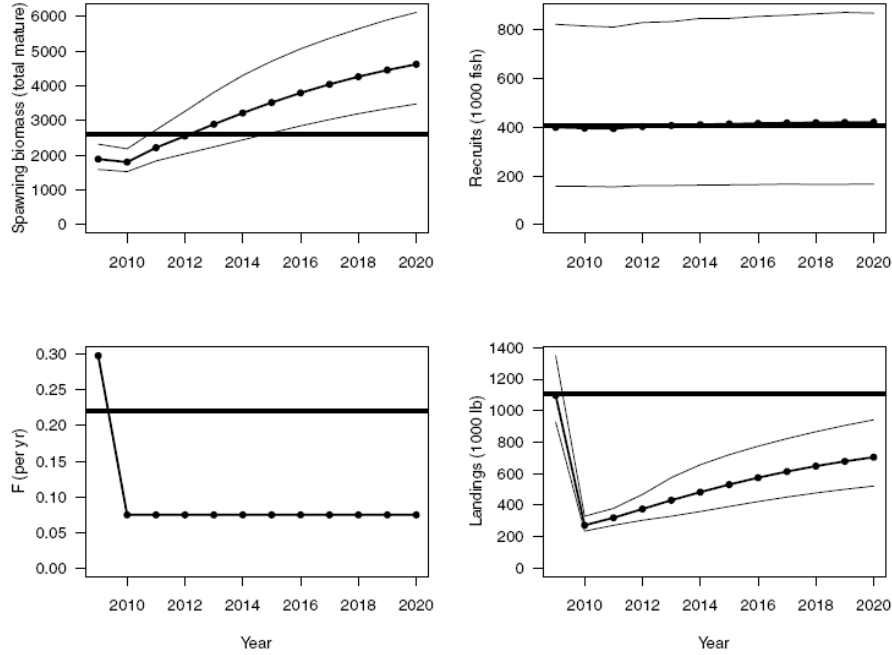 Spawning biomass (total mature)
6000
5000
4000
3000
2000
1000
0
2010 2012 2014 2016 2018 2020
Recruits (1000 fish)
800
600
400
200
0
2010 2012 2014 2016 2018 2020
F (per yr)
0.30
0.25
0.20
0.15
0.10
0.05
0.00
2010 2012 2014 2016 2018 2020
Year
Landings (1000 lb)
1400
1200
1000
800
600
400
200
0
2010 2012 2014 2016 2018 2020
Year